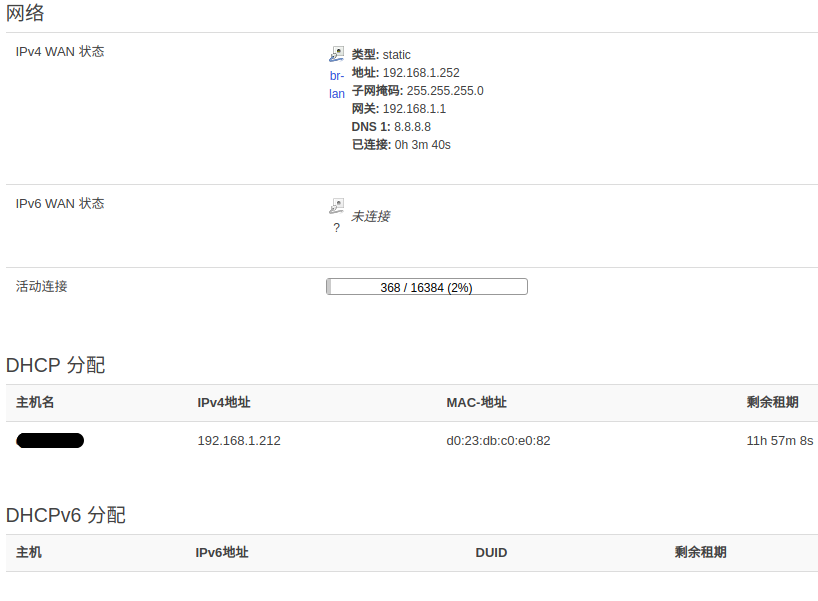 网络
IPv4 WAN 状态
br-lan
类型: static
地址: 192.168.1.252
子网掩码: 255.255.255.0
网关: 192.168.1.1
DNS 1: 8.8.8.8
已连接: 0h 3m 40s
IPv6 WAN 状态
?
未连接
活动连接
368 / 16384 (2%)
DHCP 分配
主机名 IPv4地址 MAC-地址 剩余租期
192.168.1.212 d0:23:db:c0:e0:82 11h 57m 8s
DHCPv6 分配
主机 IPv6地址 DUID 剩余租期